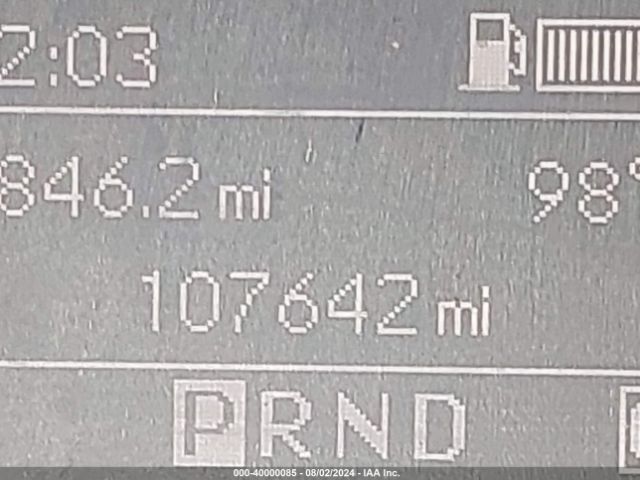 2:03
846.2 mi 98°
107642 mi
PRND
000-40000085 - 08/02/2024 - IAA Inc.